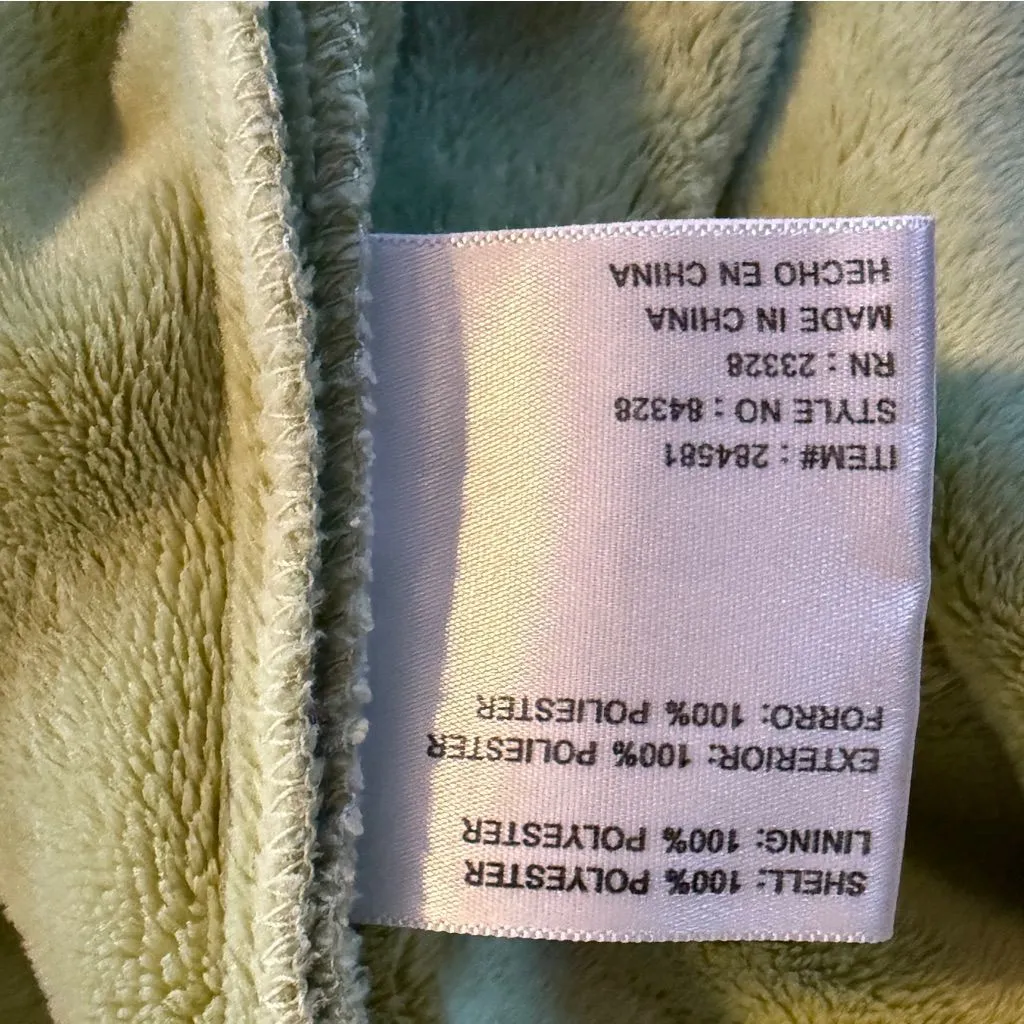 SHELL: 100% POLYESTER
LINING: 100% POLYESTER
EXTERIOR: 100% POLIESTER
FORRO: 100% POLIESTER
ITEM# : 284581
STYLE NO : 84328
RN : 23328
MADE IN CHINA
HECHO EN CHINA